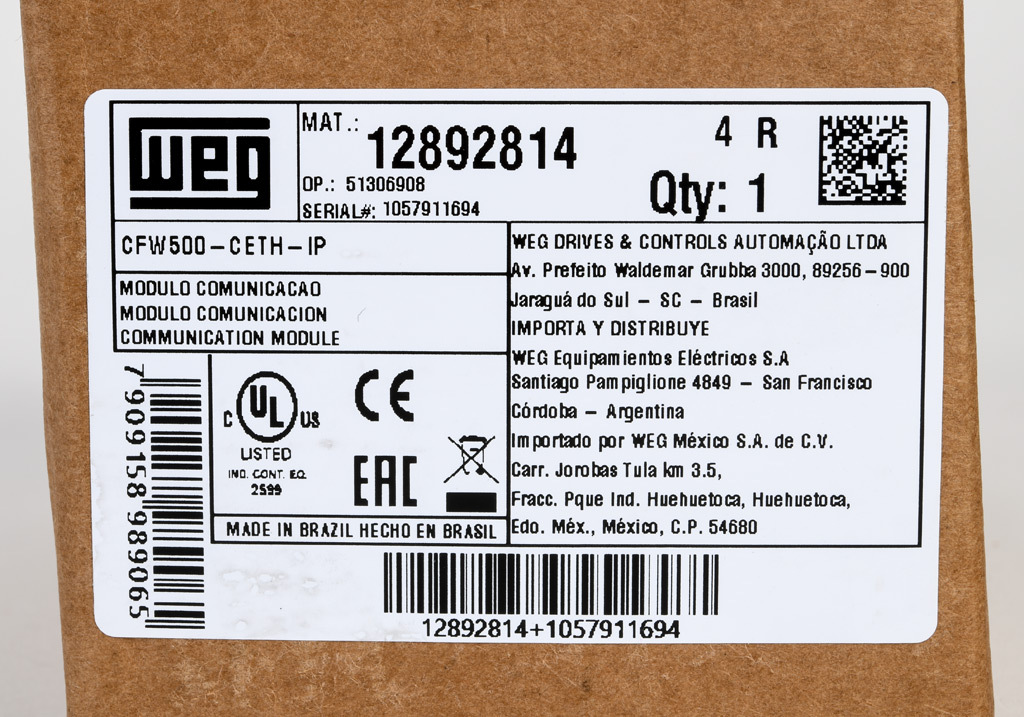 weg
MAT.: 12892814
4 R
OP.: 51306908
SERIAL#: 1057911694
Qty: 1
CFW500-CETH-IP
MODULO COMUNICACAO
MODULO COMUNICACION
COMMUNICATION MODULE
WEG DRIVES & CONTROLS AUTOMAÇÃO LTDA
Av. Prefeito Waldemar Grubba 3000, 89256-900
Jaraguá do Sul - SC - Brasil
IMPORTA Y DISTRIBUYE
WEG Equipamientos Eléctricos S.A
Santiago Pampiglione 4849 - San Francisco
Córdoba - Argentina
Importado por WEG México S.A. de C.V.
Carr. Jorobas Tula km 3.5,
Fracc. Pque Ind. Huehuetoca, Huehuetoca,
Edo. Méx., México, C.P. 54680
7 909158 989065
C UL US
LISTED
IND. CONT. EQ.
2S99
CE
EAC
MADE IN BRAZIL HECHO EN BRASIL
12892814+1057911694